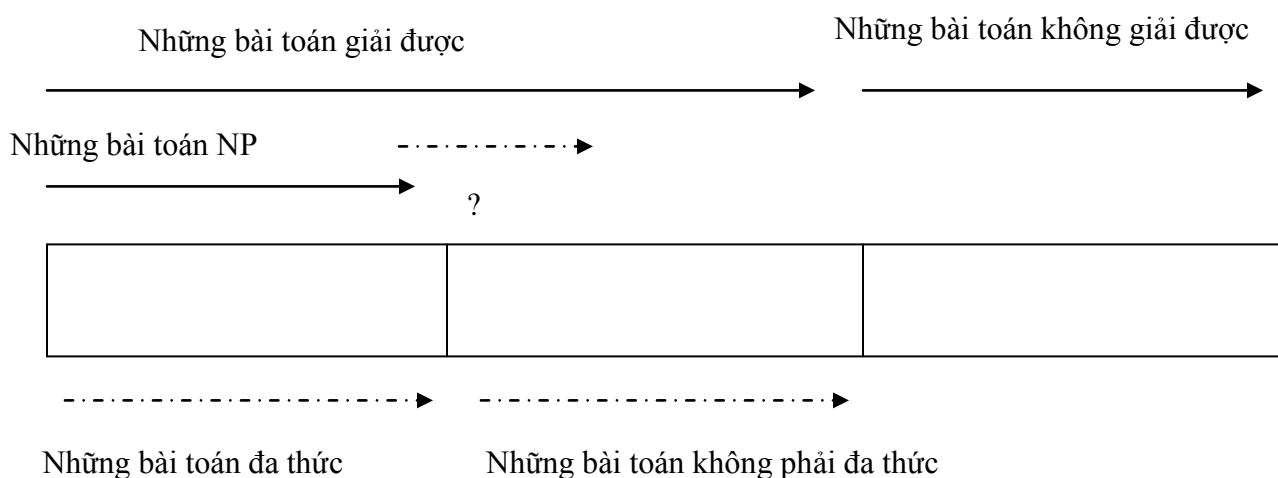 Những bài toán giải được
Những bài toán không giải được
Những bài toán NP
?
Những bài toán đa thức
Những bài toán không phải đa thức